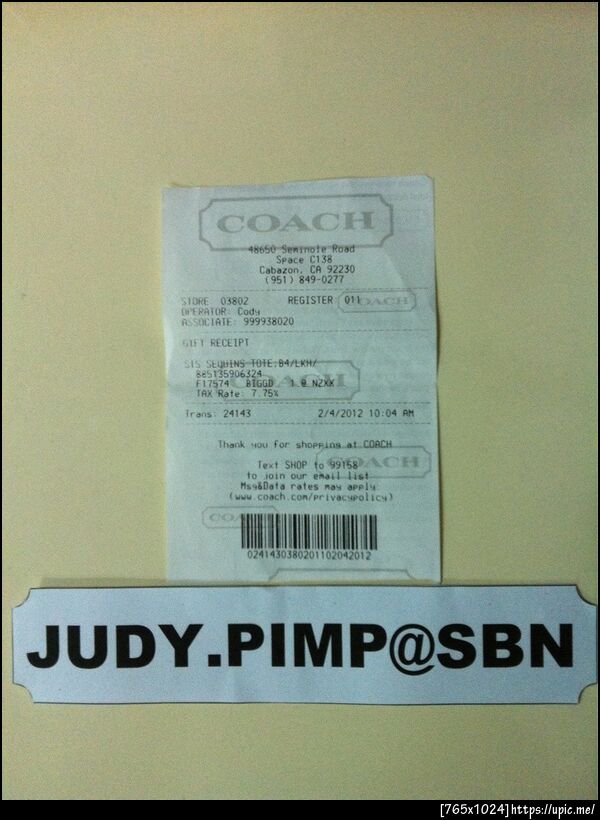 COACH
48650 Seminole Road
Space C138
Cabazon, CA 92230
(951) 849-0277
STORE 03802 REGISTER 011
OPERATOR: Cody
ASSOCIATE: 999938020
GIFT RECEIPT
SIS SEQUINS TOTE,B4/LKH/
885135906324
F17574 BIGGD 1 @ N2XX
TAX Rate: 7.75%
Trans: 24143 2/4/2012 10:04 AM
Thank you for shopping at COACH
Text SHOP to 99158
to join our email list
Msg&Data rates may apply
(www.coach.com/privacypolicy)
0241430380201102042012
JUDY.PIMP@SBN
[765x1024]https://upic.me/